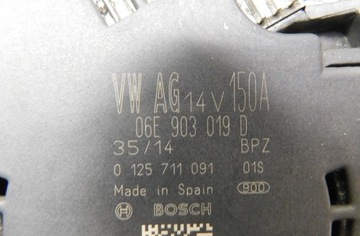 VW AG 14V 150A
06E 903 019 D
35/14 BPZ
0 125 711 091 01S
Made in Spain 900
BOSCH